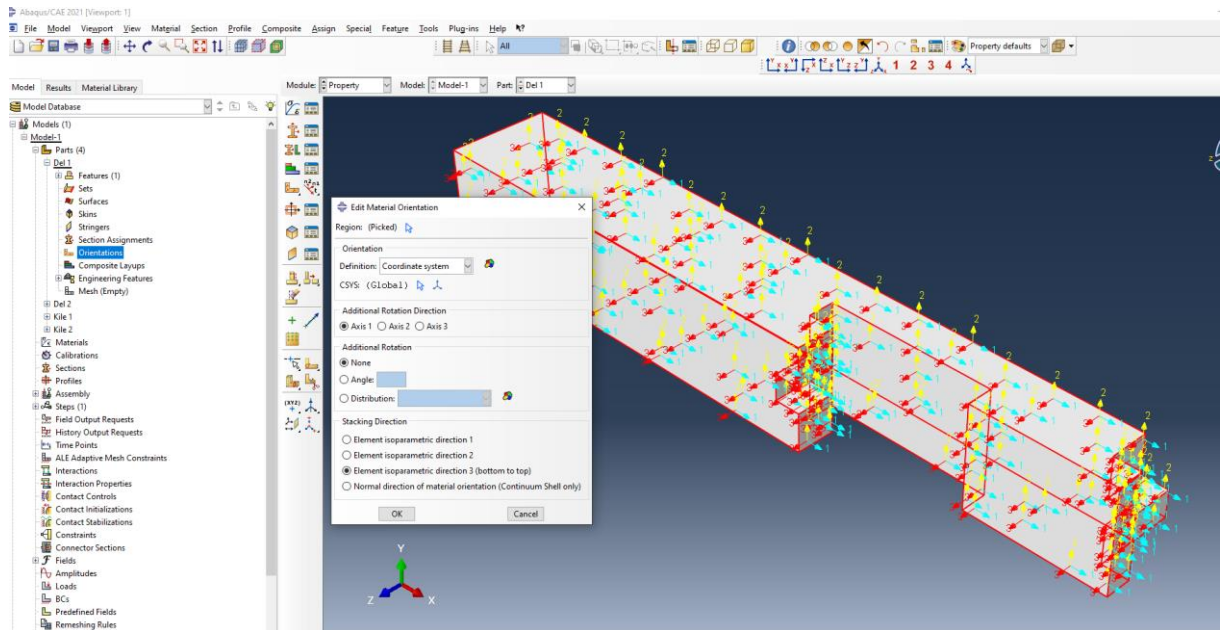 Abaqus/CAE 2021 [Viewport: 1]
File Model Viewport View Material Section Profile Composite Assign Special Feature Tools Plug-ins Help
All
Property defaults
1 2 3 4
Model Results Material Library
Module: Property Model: Model-1 Part: Del 1
Model Database
Models (1)
Model-1
Parts (4)
Del 1
Features (1)
Sets
Surfaces
Skins
Stringers
Section Assignments
Orientations
Composite Layups
Engineering Features
Mesh (Empty)
Del 2
Kile 1
Kile 2
Materials
Calibrations
Sections
Profiles
Assembly
Steps (1)
Field Output Requests
History Output Requests
Time Points
ALE Adaptive Mesh Constraints
Interactions
Interaction Properties
Contact Controls
Contact Initializations
Contact Stabilizations
Constraints
Connector Sections
Fields
Amplitudes
Loads
BCs
Predefined Fields
Remeshing Rules
Edit Material Orientation
Region: (Picked)
Orientation
Definition: Coordinate system
CSYS: (Global)
Additional Rotation Direction
Axis 1 Axis 2 Axis 3
Additional Rotation
None
Angle:
Distribution:
Stacking Direction
Element isoparametric direction 1
Element isoparametric direction 2
Element isoparametric direction 3 (bottom to top)
Normal direction of material orientation (Continuum Shell only)
OK Cancel
Y
Z X